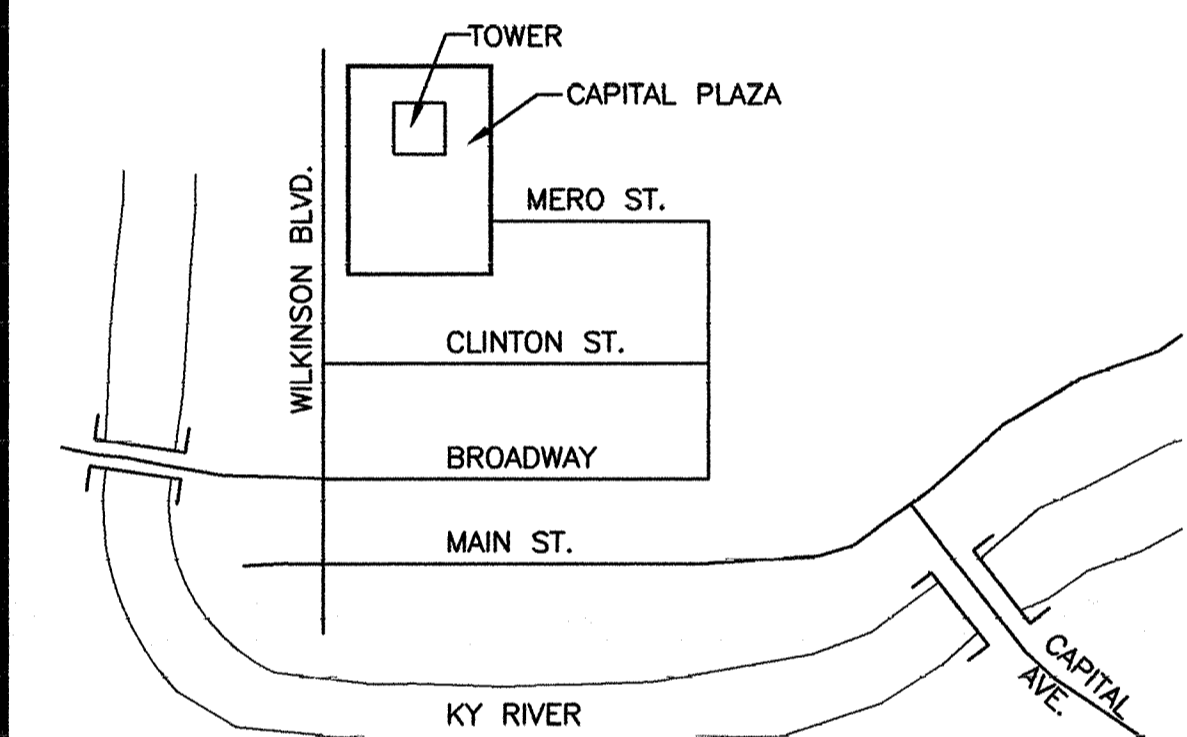 TOWER
CAPITAL PLAZA
MERO ST.
WILKINSON BLVD.
CLINTON ST.
BROADWAY
MAIN ST.
CAPITAL
AVE.
KY RIVER